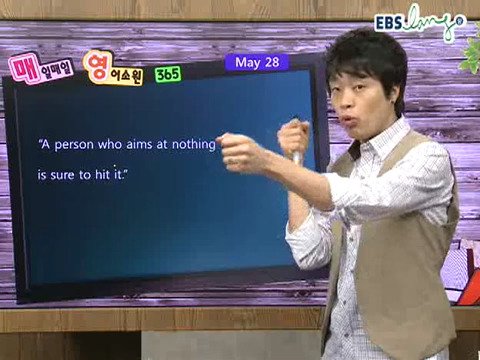 EBSlang
매일매일 영어소원 365
May 28
"A person who aims at nothing
is sure to hit it."